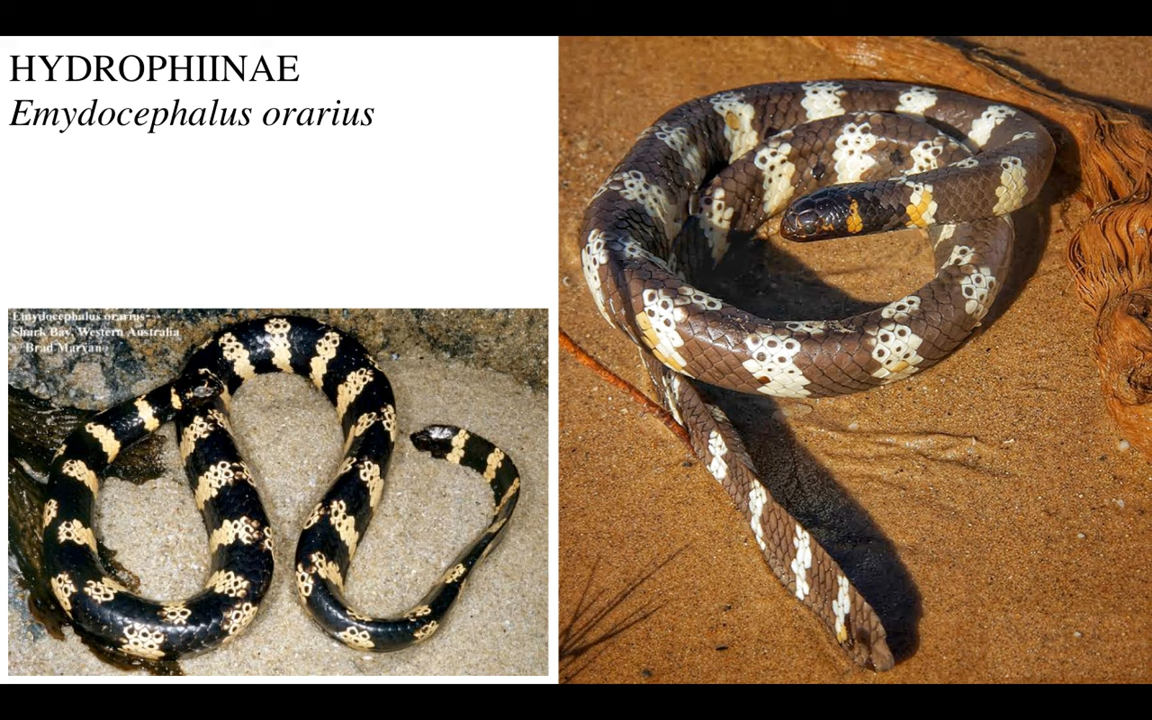 HYDROPHIINAE
Emydocephalus orarius
Emydocephalus orarius
Shark Bay, Western Australia
Brad Maryan